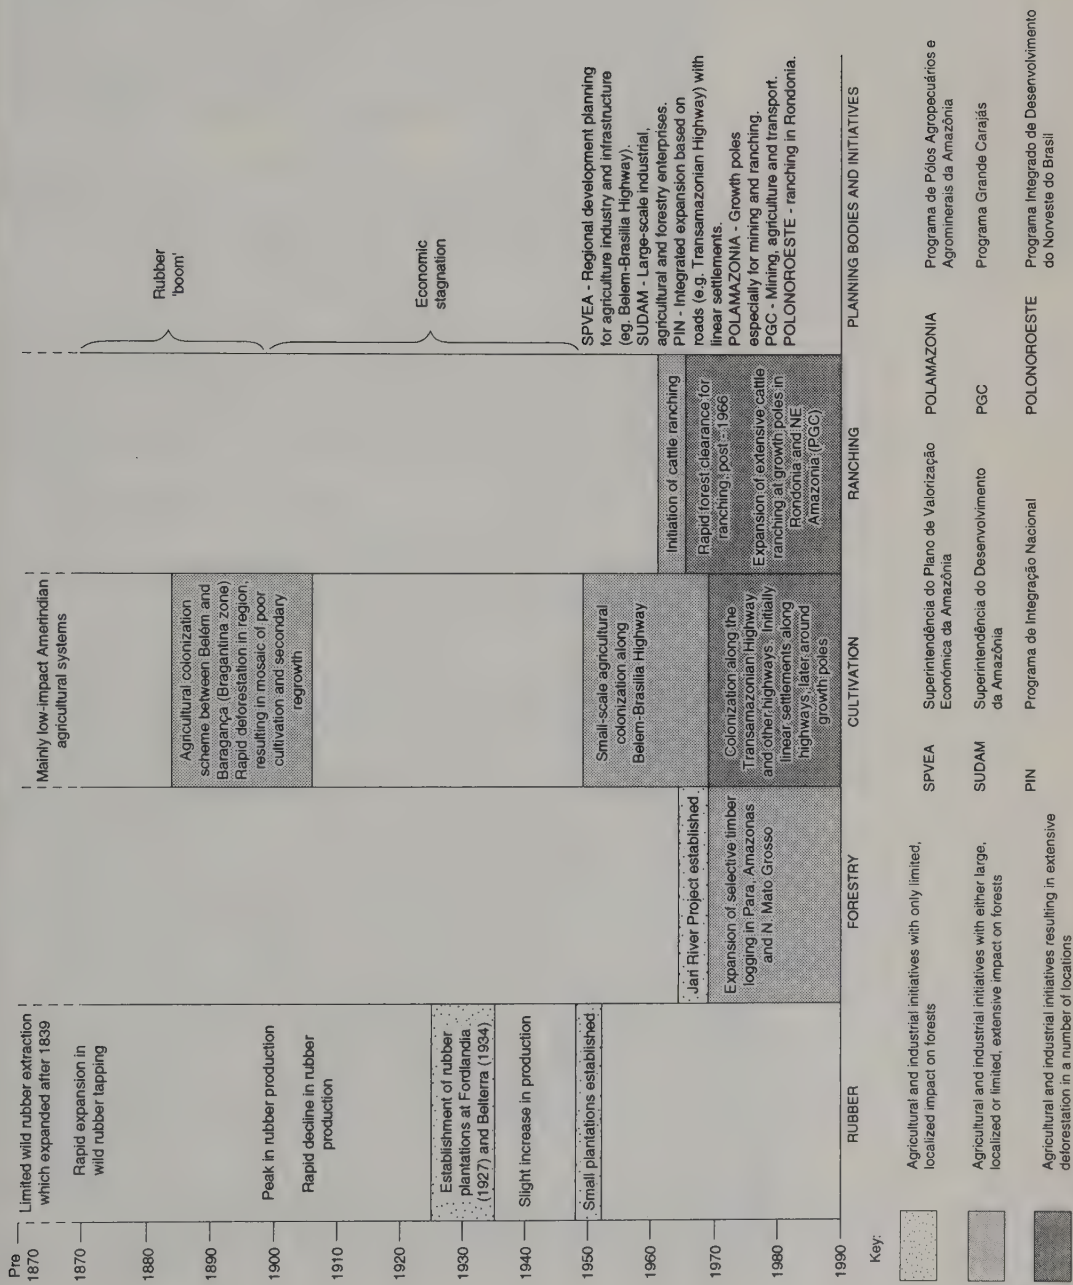 Pre
1870
1870
1880
1890
1900
1910
1920
1930
1940
1950
1960
1970
1980
1990
Limited wild rubber extraction
which expanded after 1839
Rapid expansion in
wild rubber tapping
Peak in rubber production
Rapid decline in rubber
production
Establishment of rubber
plantations at Fordlandia
(1927) and Belterra (1934)
Slight increase in production
Small plantations established
RUBBER
Jari River Project established
Expansion of selective timber
logging in Para, Amazonas
and N. Mato Grosso
FORESTRY
Mainly low-impact Amerindian
agricultural systems
Agricultural colonization
scheme between Belém and
Baragança (Bragantina zone)
Rapid deforestation in region,
resulting in mosaic of poor
cultivation and secondary
regrowth
Small-scale agricultural
colonization along
Belem-Brasilia Highway
Colonization along the
Transamazonian Highway
and other highways. Initially
linear settlements along
highways, later around
growth poles
CULTIVATION
Initiation of cattle ranching
Rapid forest clearance for
ranching, post - 1966
Expansion of extensive cattle
ranching at growth poles in
Rondonia and NE
Amazonia (PGC)
RANCHING
Rubber
'boom'
Economic
stagnation
SPVEA - Regional development planning
for agriculture industry and infrastructure
(eg. Belem-Brasilia Highway).
SUDAM - Large-scale industrial,
agricultural and forestry enterprises.
PIN - Integrated expansion based on
roads (e.g. Transamazonian Highway) with
linear settlements.
POLAMAZONIA - Growth poles
especially for mining and ranching.
PGC - Mining, agriculture and transport.
POLONOROESTE - ranching in Rondonia.
PLANNING BODIES AND INITIATIVES
Key:
Agricultural and industrial initiatives with only limited,
localized impact on forests
Agricultural and industrial initiatives with either large,
localized or limited, extensive impact on forests
Agricultural and industrial initiatives resulting in extensive
deforestation in a number of locations
SPVEA
Superintendência do Plano de Valorização
Económica da Amazônia
SUDAM
Superintendência do Desenvolvimento
da Amazônia
PIN
Programa de Integração Nacional
POLAMAZONIA
Programa de Pólos Agropecuários e
Agrominerais da Amazônia
PGC
Programa Grande Carajás
POLONOROESTE
Programa Integrado de Desenvolvimento
do Norveste do Brasil